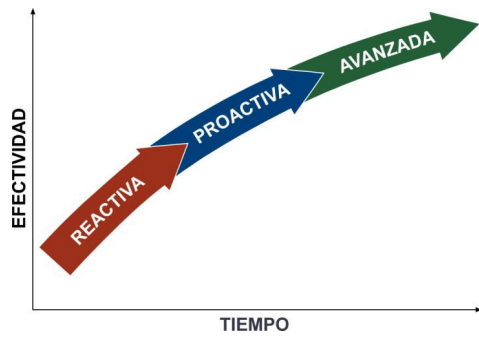 EFECTIVIDAD
REACTIVA
PROACTIVA
AVANZADA
TIEMPO